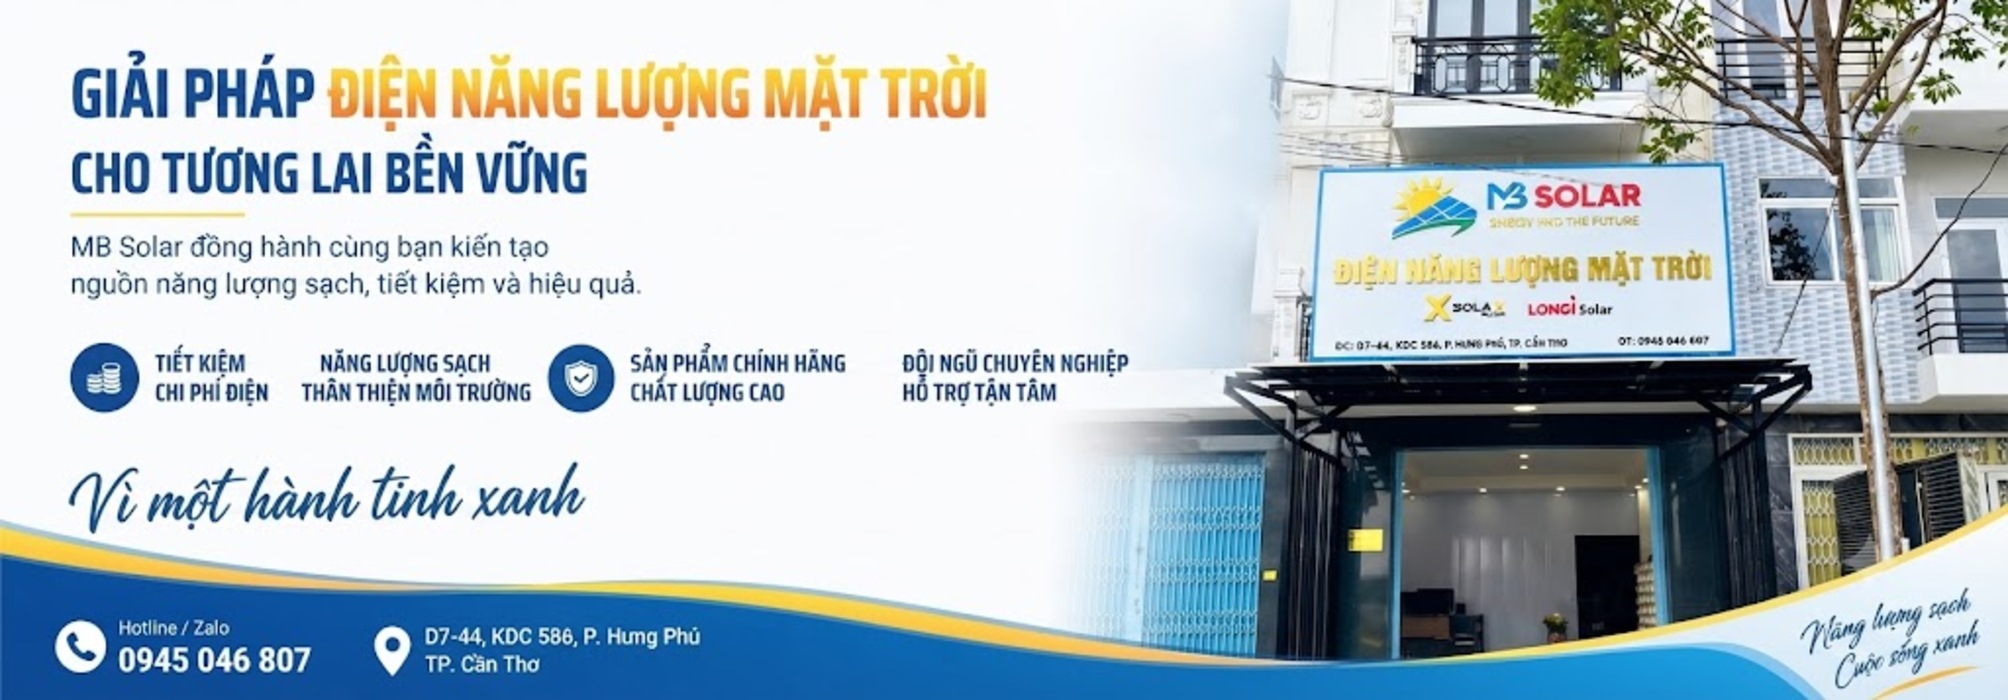 GIẢI PHÁP ĐIỆN NĂNG LƯỢNG MẶT TRỜI
CHO TƯƠNG LAI BỀN VỮNG
MB Solar đồng hành cùng bạn kiến tạo
nguồn năng lượng sạch, tiết kiệm và hiệu quả.
TIẾT KIỆM
CHI PHÍ ĐIỆN
NĂNG LƯỢNG SẠCH
THÂN THIỆN MÔI TRƯỜNG
SẢN PHẨM CHÍNH HÃNG
CHẤT LƯỢNG CAO
ĐỘI NGŨ CHUYÊN NGHIỆP
HỖ TRỢ TẬN TÂM
Vì một hành tinh xanh
Hotline / Zalo
0945 046 807
D7-44, KDC 586, P. Hưng Phú
TP. Cần Thơ
MB SOLAR
THE FUTURE
ĐIỆN NĂNG LƯỢNG MẶT TRỜI
SOLAX
LONGi Solar
ĐC: D7-44, KDC 586, P. HƯNG PHÚ, TP. CẦN THƠ
ĐT: 0945 046 807
Năng lượng sạch
Cuộc sống xanh